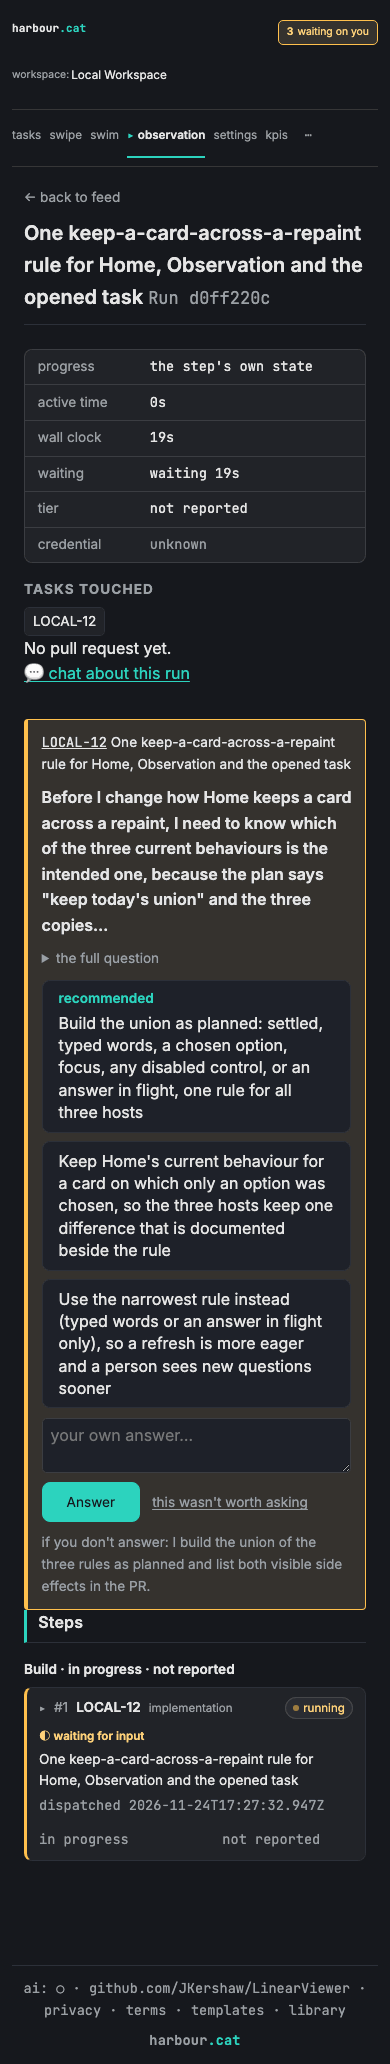 harbour.cat
3 waiting on you
workspace: Local Workspace
tasks swipe swim ▸ observation settings kpis ⋯
← back to feed
One keep-a-card-across-a-repaint
rule for Home, Observation and the
opened task Run d0ff220c
progress the step's own state
active time 0s
wall clock 19s
waiting waiting 19s
tier not reported
credential unknown
TASKS TOUCHED
LOCAL-12
No pull request yet.
💬 chat about this run
LOCAL-12 One keep-a-card-across-a-repaint
rule for Home, Observation and the opened task
Before I change how Home keeps a card
across a repaint, I need to know which
of the three current behaviours is the
intended one, because the plan says
"keep today's union" and the three
copies…
▶ the full question
recommended
Build the union as planned: settled,
typed words, a chosen option,
focus, any disabled control, or an
answer in flight, one rule for all
three hosts
Keep Home's current behaviour for
a card on which only an option was
chosen, so the three hosts keep one
difference that is documented
beside the rule
Use the narrowest rule instead
(typed words or an answer in flight
only), so a refresh is more eager
and a person sees new questions
sooner
your own answer…
Answer this wasn't worth asking
if you don't answer: I build the union of the
three rules as planned and list both visible side
effects in the PR.
Steps
Build · in progress · not reported
▸ #1 LOCAL-12 implementation running
◐ waiting for input
One keep-a-card-across-a-repaint rule for
Home, Observation and the opened task
dispatched 2026-11-24T17:27:32.947Z
in progress not reported
ai: ○ · github.com/JKershaw/LinearViewer ·
privacy · terms · templates · library
harbour.cat